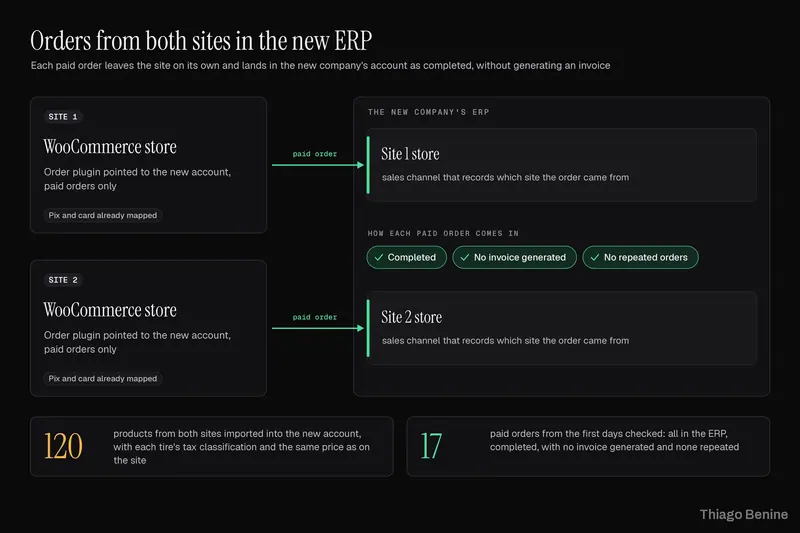 Orders from both sites in the new ERP
Each paid order leaves the site on its own and lands in the new company's account as completed, without generating an invoice
SITE 1
WooCommerce store
Order plugin pointed to the new account,
paid orders only
Pix and card already mapped
paid order
SITE 2
WooCommerce store
Order plugin pointed to the new account,
paid orders only
Pix and card already mapped
paid order
THE NEW COMPANY'S ERP
Site 1 store
sales channel that records which site the order came from
HOW EACH PAID ORDER COMES IN
Completed
No invoice generated
No repeated orders
Site 2 store
sales channel that records which site the order came from
120
products from both sites imported into the new account,
with each tire's tax classification and the same price as on
the site
17
paid orders from the first days checked: all in the ERP,
completed, with no invoice generated and none repeated
Thiago Benine